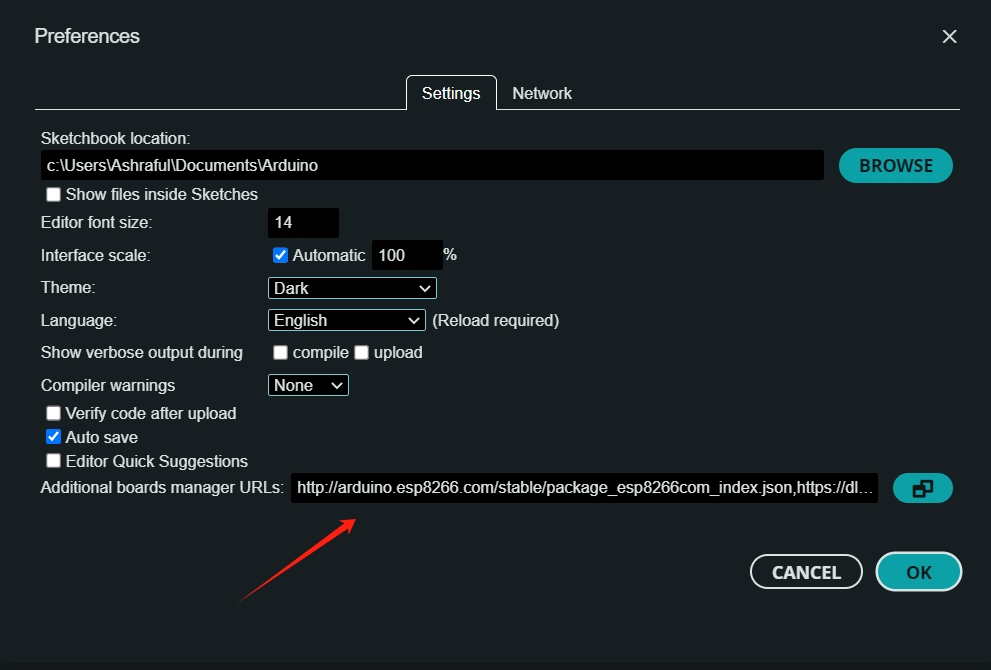 Preferences
Settings Network
Sketchbook location:
c:\Users\Ashraful\Documents\Arduino BROWSE
Show files inside Sketches
Editor font size: 14
Interface scale: Automatic 100 %
Theme: Dark
Language: English (Reload required)
Show verbose output during compile upload
Compiler warnings None
Verify code after upload
Auto save
Editor Quick Suggestions
Additional boards manager URLs: http://arduino.esp8266.com/stable/package_esp8266com_index.json,https://dl...
CANCEL OK